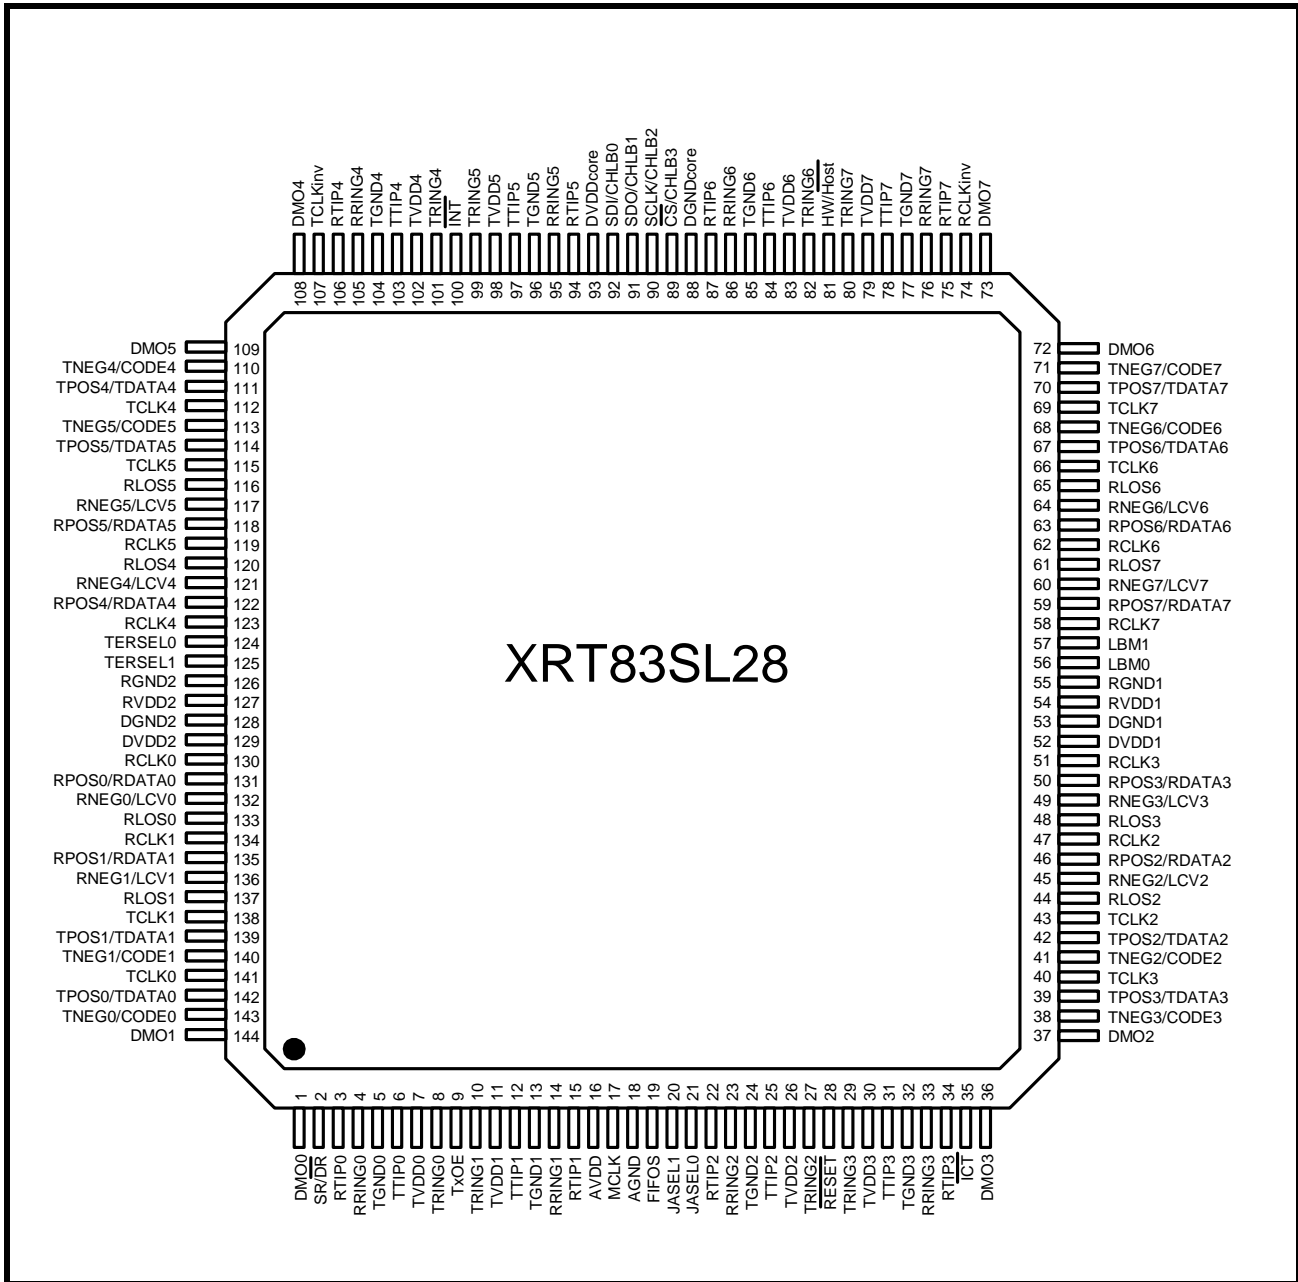 DMO4
TCLKinv
RTIP4
RRING4
TGND4
TTIP4
TVDD4
TRING4
INT
TRING5
TVDD5
TTIP5
TGND5
RRING5
RTIP5
DVDDcore
SDI/CHLB0
SDO/CHLB1
SCLK/CHLB2
CS/CHLB3
DGNDcore
RTIP6
RRING6
TGND6
TTIP6
TVDD6
TRING6
HW/Host
TRING7
TVDD7
TTIP7
TGND7
RRING7
RTIP7
RCLKinv
DMO7
108
107
106
105
104
103
102
101
100
99
98
97
96
95
94
93
92
91
90
89
88
87
86
85
84
83
82
81
80
79
78
77
76
75
74
73
DMO5 109
TNEG4/CODE4 110
TPOS4/TDATA4 111
TCLK4 112
TNEG5/CODE5 113
TPOS5/TDATA5 114
TCLK5 115
RLOS5 116
RNEG5/LCV5 117
RPOS5/RDATA5 118
RCLK5 119
RLOS4 120
RNEG4/LCV4 121
RPOS4/RDATA4 122
RCLK4 123
TERSEL0 124
TERSEL1 125
RGND2 126
RVDD2 127
DGND2 128
DVDD2 129
RCLK0 130
RPOS0/RDATA0 131
RNEG0/LCV0 132
RLOS0 133
RCLK1 134
RPOS1/RDATA1 135
RNEG1/LCV1 136
RLOS1 137
TCLK1 138
TPOS1/TDATA1 139
TNEG1/CODE1 140
TCLK0 141
TPOS0/TDATA0 142
TNEG0/CODE0 143
DMO1 144
XRT83SL28
72 DMO6
71 TNEG7/CODE7
70 TPOS7/TDATA7
69 TCLK7
68 TNEG6/CODE6
67 TPOS6/TDATA6
66 TCLK6
65 RLOS6
64 RNEG6/LCV6
63 RPOS6/RDATA6
62 RCLK6
61 RLOS7
60 RNEG7/LCV7
59 RPOS7/RDATA7
58 RCLK7
57 LBM1
56 LBM0
55 RGND1
54 RVDD1
53 DGND1
52 DVDD1
51 RCLK3
50 RPOS3/RDATA3
49 RNEG3/LCV3
48 RLOS3
47 RCLK2
46 RPOS2/RDATA2
45 RNEG2/LCV2
44 RLOS2
43 TCLK2
42 TPOS2/TDATA2
41 TNEG2/CODE2
40 TCLK3
39 TPOS3/TDATA3
38 TNEG3/CODE3
37 DMO2
1
2
3
4
5
6
7
8
9
10
11
12
13
14
15
16
17
18
19
20
21
22
23
24
25
26
27
28
29
30
31
32
33
34
35
36
DMO0
SR/DR
RTIP0
RRING0
TGND0
TTIP0
TVDD0
TRING0
TxOE
TRING1
TVDD1
TTIP1
TGND1
RRING1
RTIP1
AVDD
MCLK
AGND
FIFOS
JASEL1
JASEL0
RTIP2
RRING2
TGND2
TTIP2
TVDD2
TRING2
RESET
TRING3
TVDD3
TTIP3
TGND3
RRING3
RTIP3
ICT
DMO3